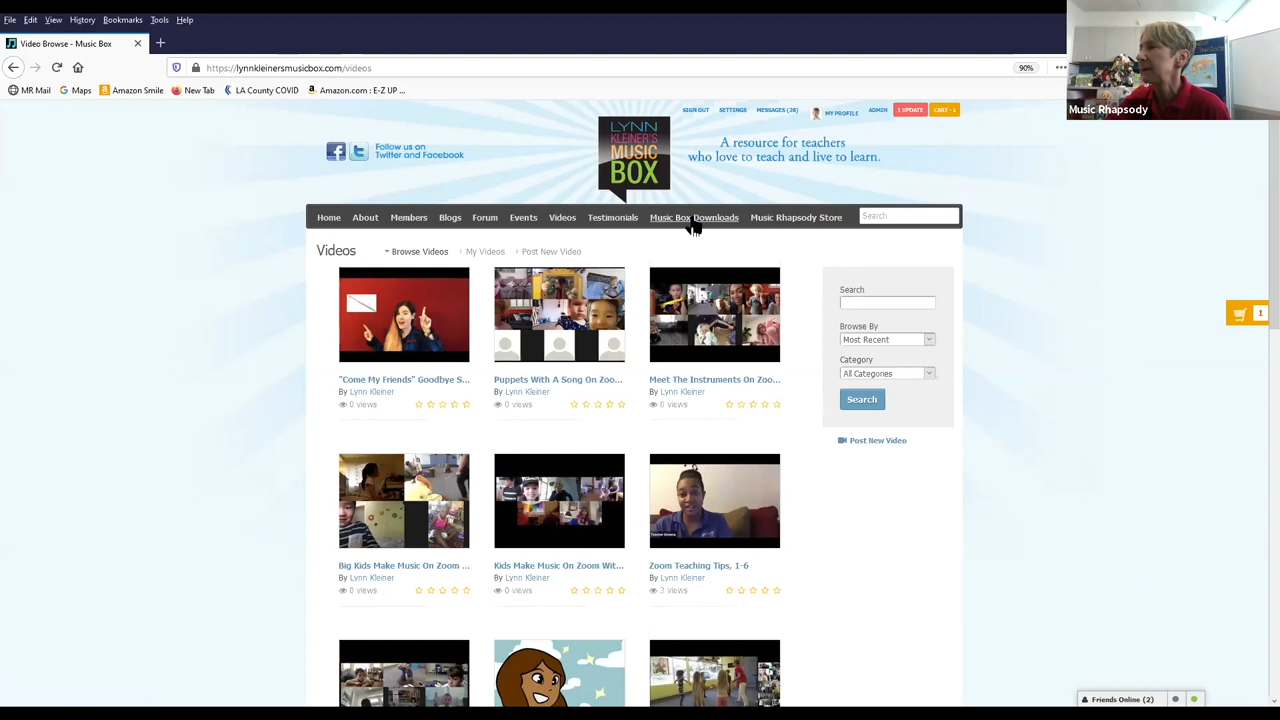 File Edit View History Bookmarks Tools Help
Video Browse - Music Box
https://lynnkleinersmusicbox.com/videos
90%
MR Mail Maps Amazon Smile New Tab LA County COVID Amazon.com : E-Z UP ...
Music Rhapsody
SIGN OUT SETTINGS MESSAGES (28) MY PROFILE ADMIN 1 UPDATE CART - 1
Follow us on
Twitter and Facebook
LYNN
KLEINER'S
MUSIC
BOX
A resource for teachers
who love to teach and live to learn.
Home About Members Blogs Forum Events Videos Testimonials Music Box Downloads Music Rhapsody Store Search
Videos Browse Videos My Videos Post New Video
Search
Browse By
Most Recent
Category
All Categories
Search
Post New Video
1
"Come My Friends" Goodbye S... Puppets With A Song On Zoo... Meet The Instruments On Zoo...
By Lynn Kleiner By Lynn Kleiner By Lynn Kleiner
0 views 0 views 0 views
Big Kids Make Music On Zoom ... Kids Make Music On Zoom Wit... Zoom Teaching Tips, 1-6
By Lynn Kleiner By Lynn Kleiner By Lynn Kleiner
0 views 0 views 3 views
Friends Online (2)